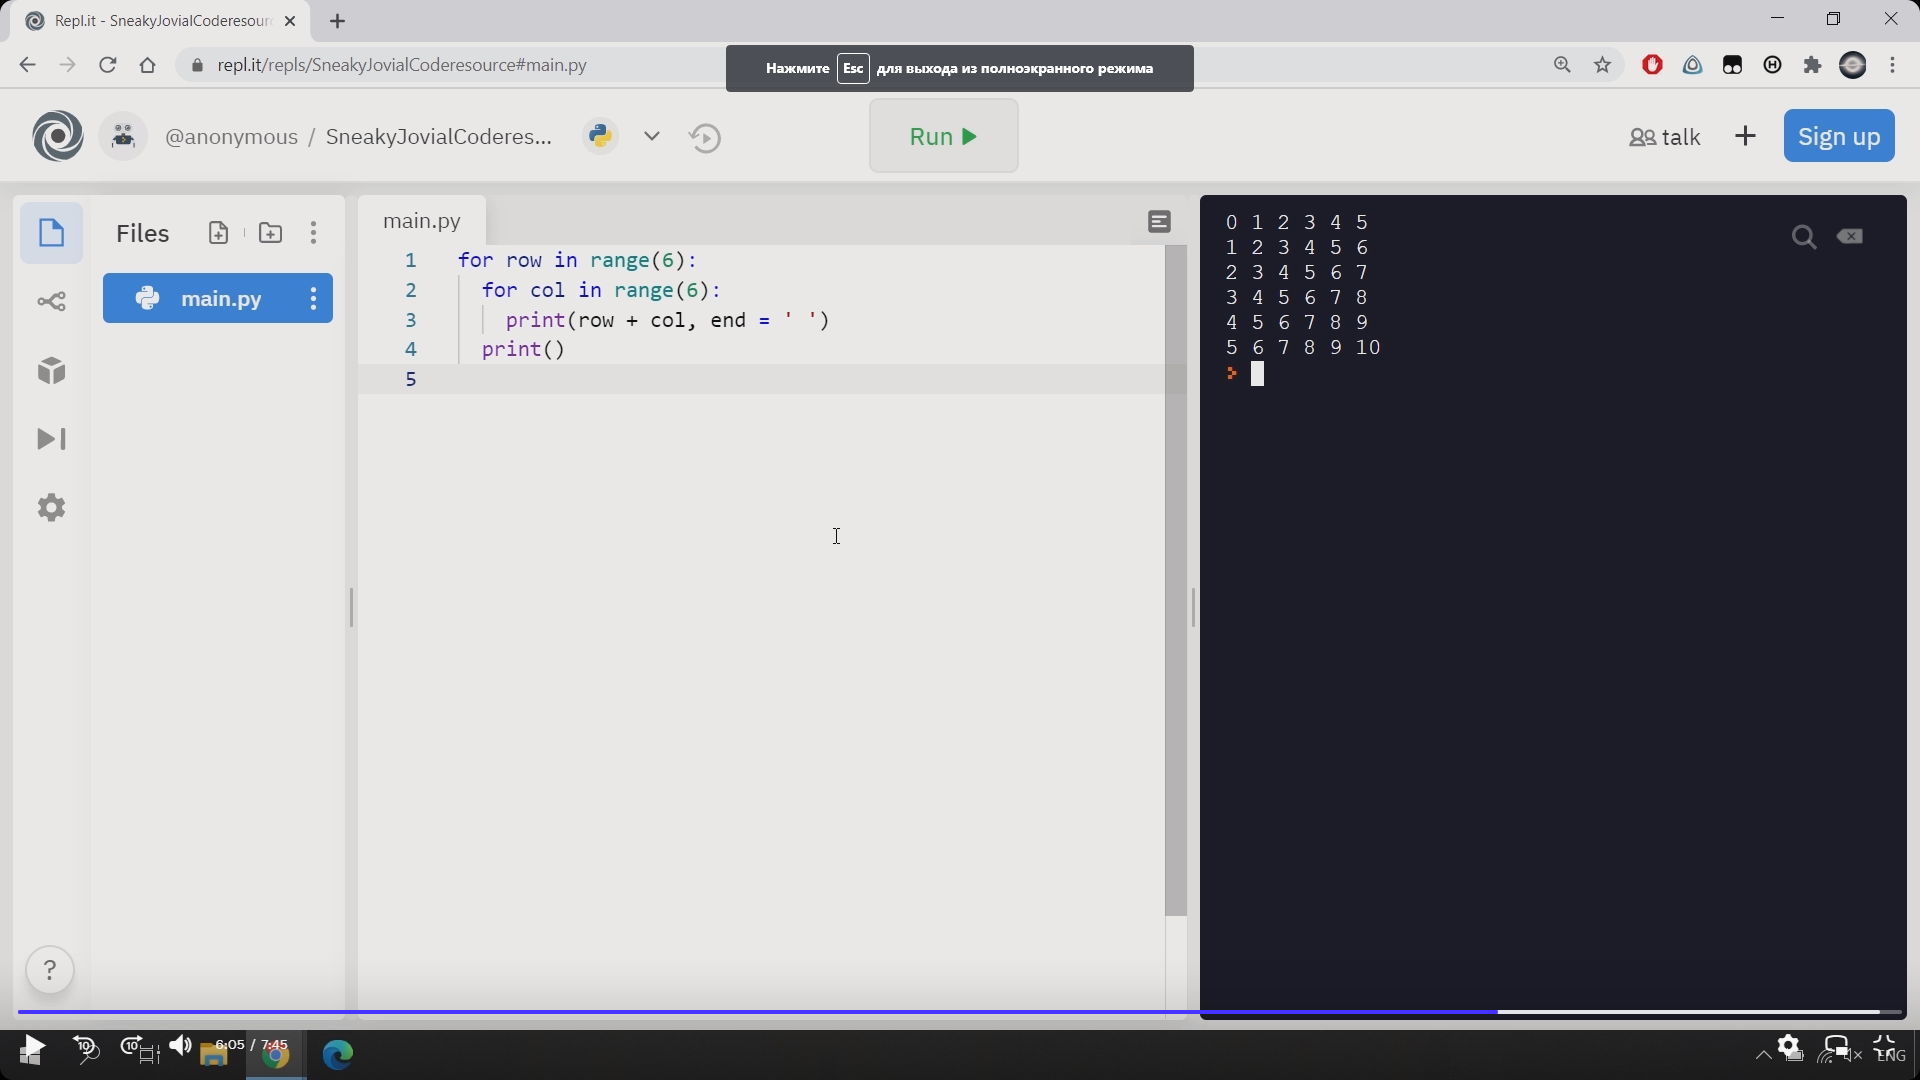 Repl.it - SneakyJovialCoderesour
repl.it/repls/SneakyJovialCoderesource#main.py
Нажмите Esc для выхода из полноэкранного режима
@anonymous / SneakyJovialCoderes...
Run
talk
Sign up
Files
main.py
main.py
1 for row in range(6):
2 for col in range(6):
3 print(row + col, end = ' ')
4 print()
5
0 1 2 3 4 5
1 2 3 4 5 6
2 3 4 5 6 7
3 4 5 6 7 8
4 5 6 7 8 9
5 6 7 8 9 10
?
10
10
6:05 / 7:45
ENG